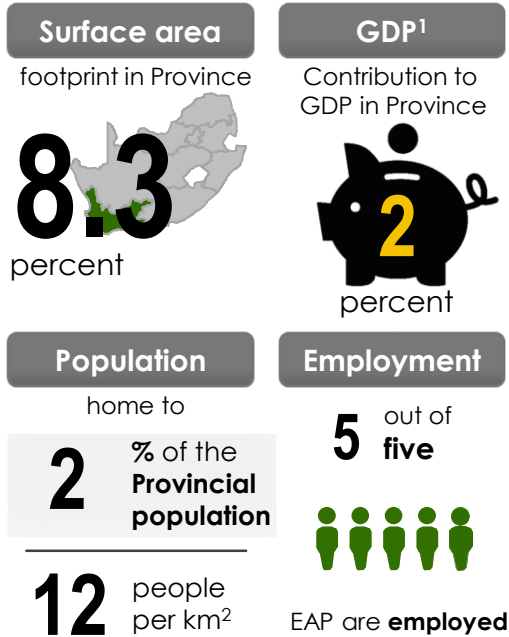 Surface area
footprint in Province
8.3
percent
GDP¹
Contribution to
GDP in Province
2
percent
Population
home to
2 % of the
Provincial
population
12 people
per km²
Employment
5 out of
five
EAP are employed